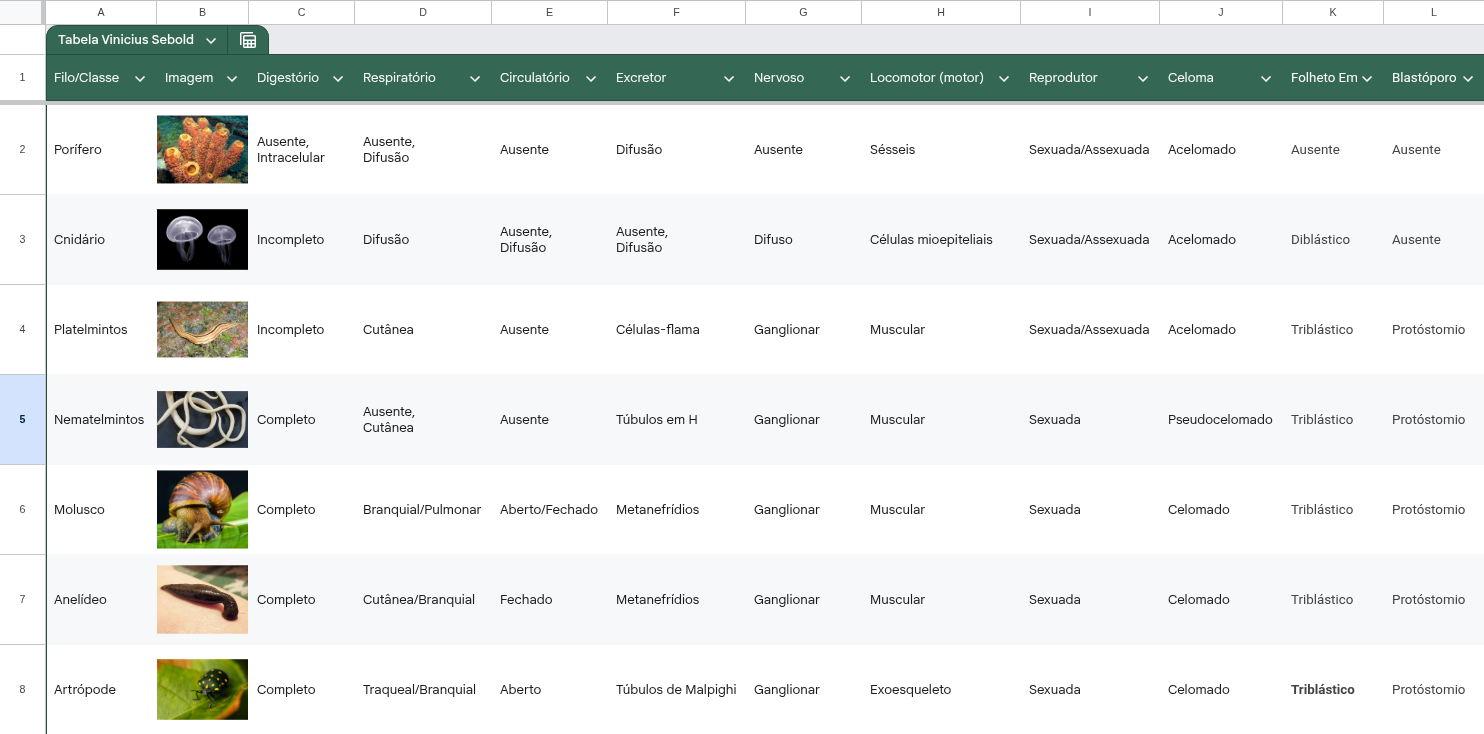 A B C D E F G H I J K L
Tabela Vinicius Sebold
1 Filo/Classe Imagem Digestório Respiratório Circulatório Excretor Nervoso Locomotor (motor) Reprodutor Celoma Folheto Em Blastóporo
2 Porífero Ausente, Intracelular Ausente, Difusão Ausente Difusão Ausente Sésseis Sexuada/Assexuada Acelomado Ausente Ausente
3 Cnidário Incompleto Difusão Ausente, Difusão Ausente, Difusão Difuso Células mioepiteliais Sexuada/Assexuada Acelomado Diblástico Ausente
4 Platelmintos Incompleto Cutânea Ausente Células-flama Ganglionar Muscular Sexuada/Assexuada Acelomado Triblástico Protóstomio
5 Nematelmintos Completo Ausente, Cutânea Ausente Túbulos em H Ganglionar Muscular Sexuada Pseudocelomado Triblástico Protóstomio
6 Molusco Completo Branquial/Pulmonar Aberto/Fechado Metanefrídios Ganglionar Muscular Sexuada Celomado Triblástico Protóstomio
7 Anelídeo Completo Cutânea/Branquial Fechado Metanefrídios Ganglionar Muscular Sexuada Celomado Triblástico Protóstomio
8 Artrópode Completo Traqueal/Branquial Aberto Túbulos de Malpighi Ganglionar Exoesqueleto Sexuada Celomado Triblástico Protóstomio